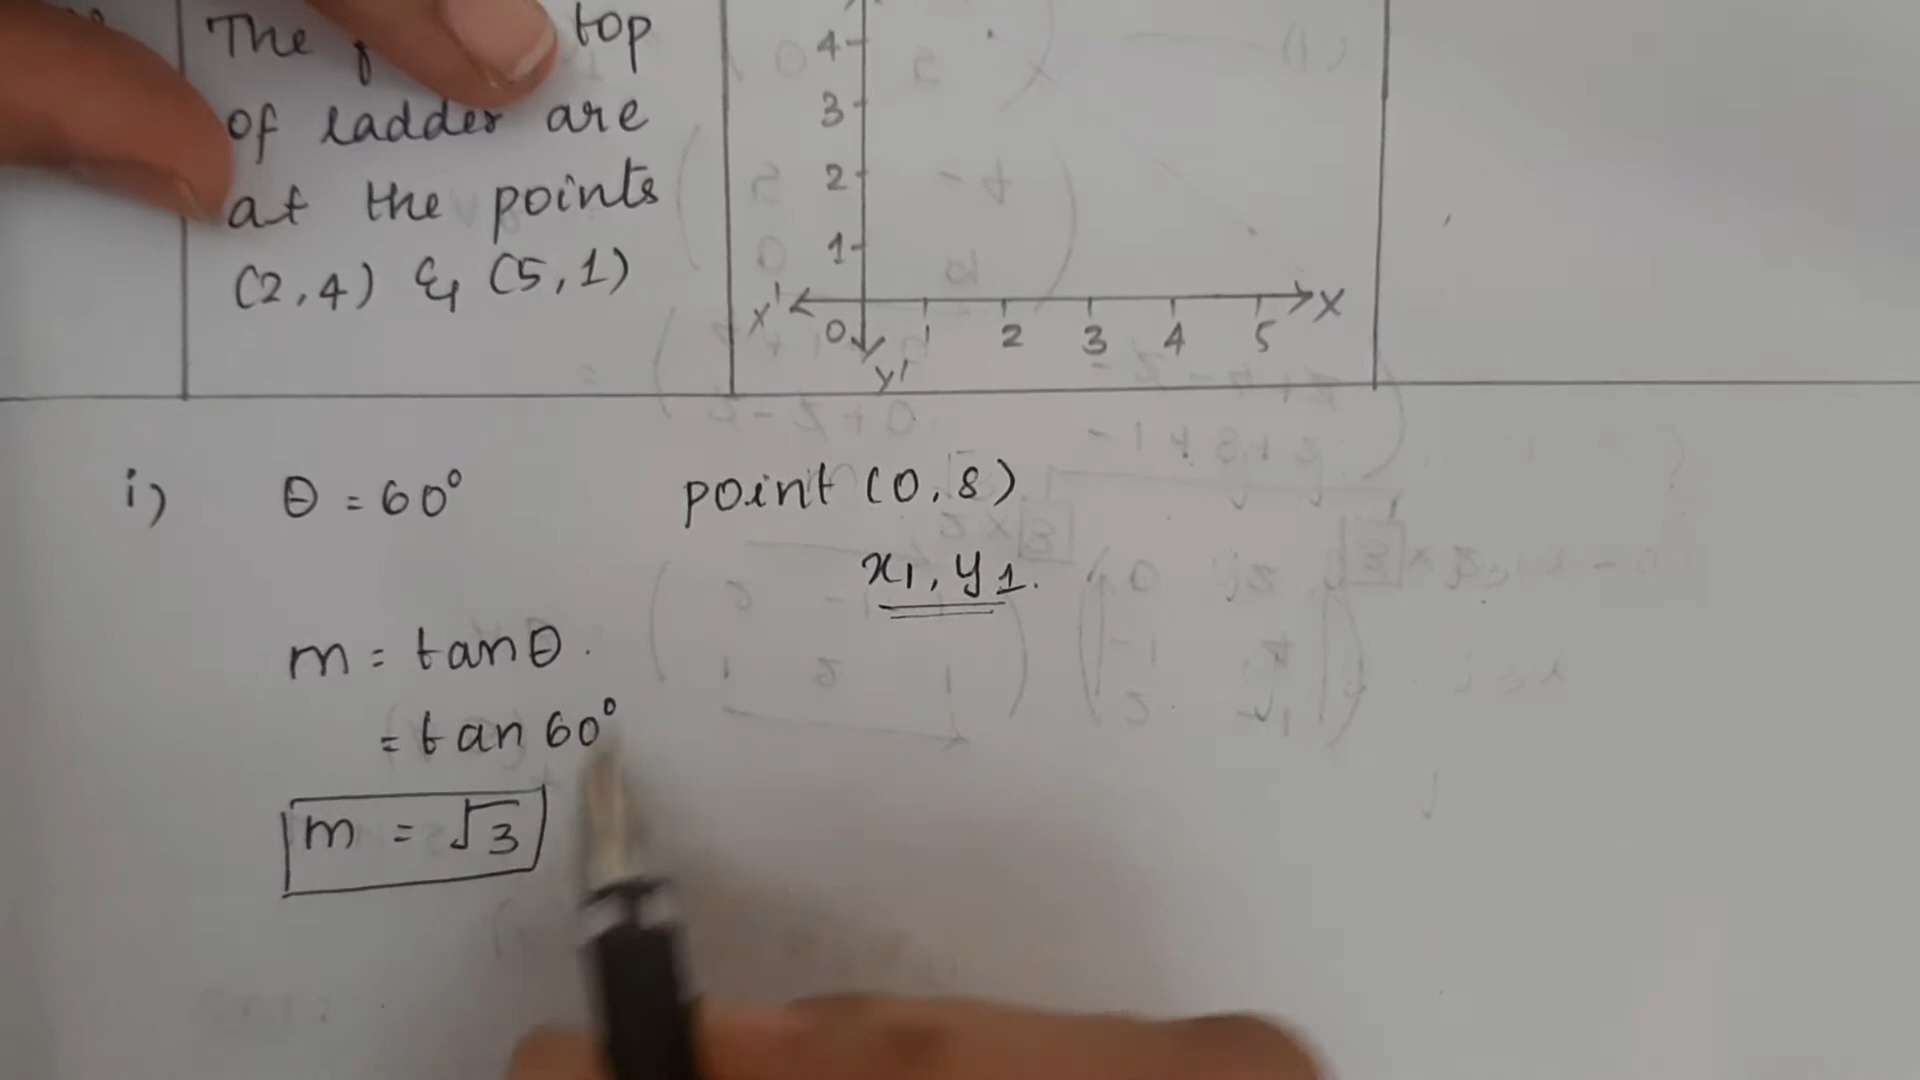 The top
of ladder are
at the points
(2,4) & (5,1)
4
3
2
1
X' 0 1 2 3 4 5 X
Y'
i) θ = 60° point (0,8)
x1, y1.
m = tanθ.
= tan 60°
m = √3